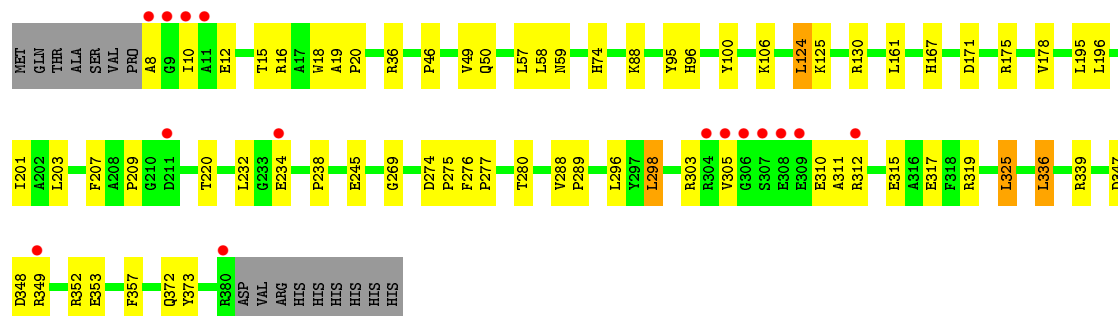 MET GLN THR ALA SER VAL PRO A8 G9 I10 A11 E12 T15 R16 A17 W18 A19 P20 R36 P46 V49 Q50 L57 L58 N59 H74 K88 Y95 H96 Y100 K106 L124 K125 R130 L161 H167 D171 R175 V178 L195 L196
I201 A202 L203 F207 A208 P209 G210 D211 T220 L232 G233 E234 P238 E245 G269 D274 P275 F276 P277 T280 V288 P289 L296 Y297 L298 R303 R304 V305 G306 S307 E308 E309 E310 A311 R312 E315 A316 E317 F318 R319 L325 L336 R339 D347
D348 R349 R352 E353 F357 Q372 Y373 R380 ASP VAL ARG HIS HIS HIS HIS HIS HIS